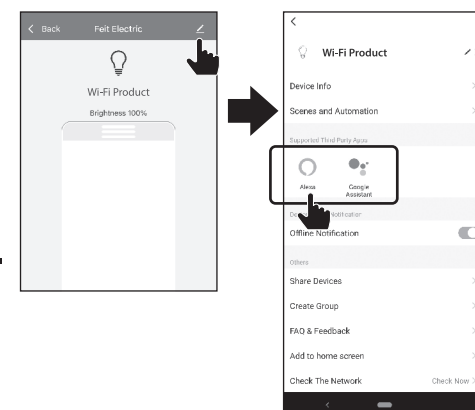 Back Feit Electric
Wi-Fi Product
Brightness 100%
Wi-Fi Product
Device Info
Scenes and Automation
Supported Third-Party Apps
Alexa
Google
Assistant
Notification
Offline Notification
Others
Share Devices
Create Group
FAQ & Feedback
Add to home screen
Check The Network Check Now